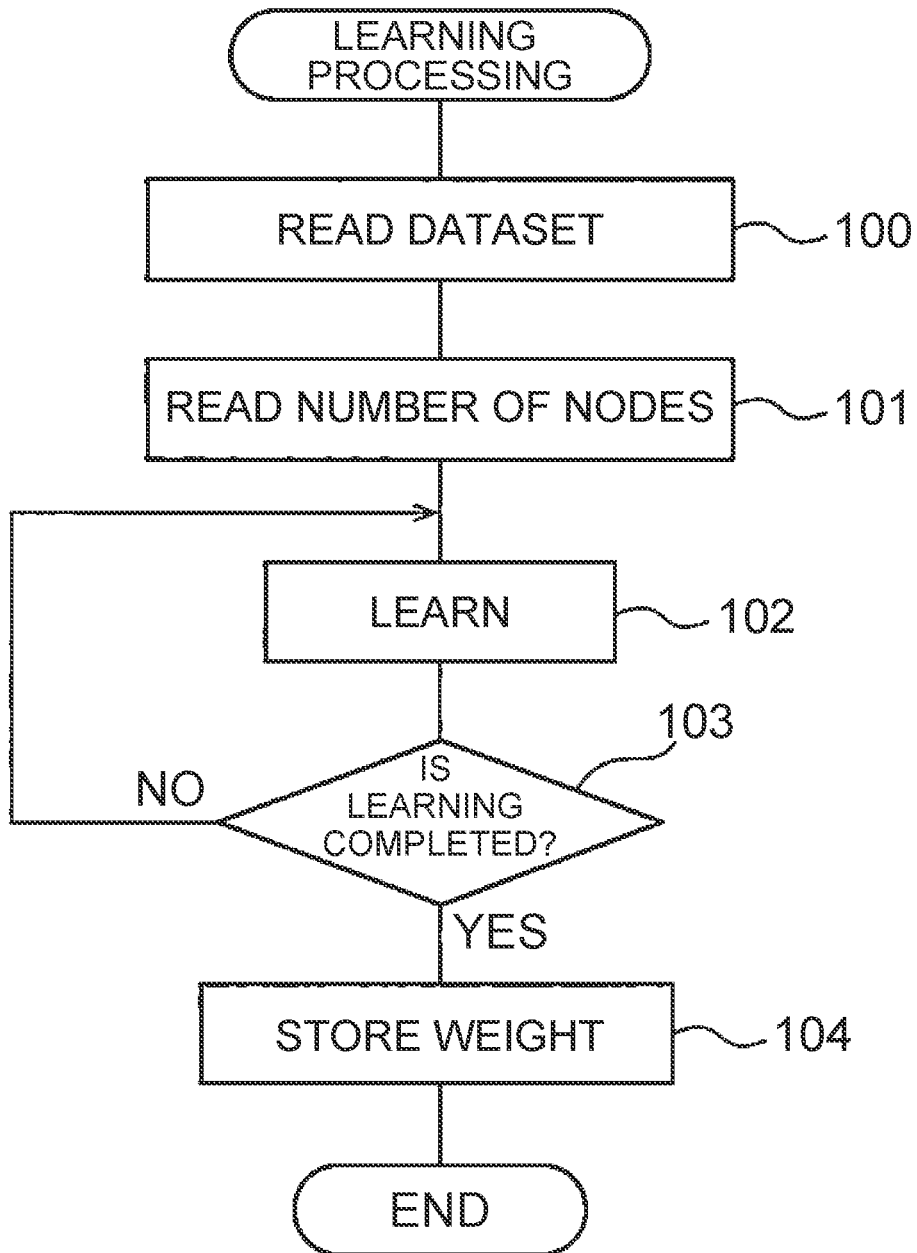 LEARNING
PROCESSING
READ DATASET
100
READ NUMBER OF NODES
101
LEARN
102
103
IS
LEARNING
COMPLETED?
NO
YES
STORE WEIGHT
104
END